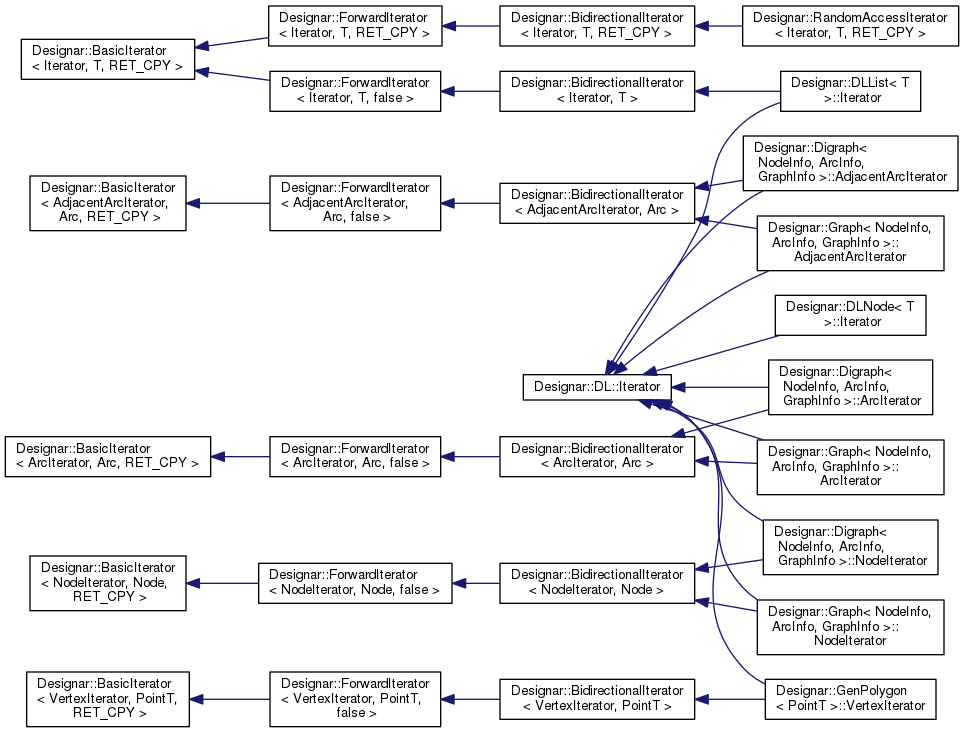 Designar::BasicIterator
< Iterator, T, RET_CPY >
Designar::ForwardIterator
< Iterator, T, RET_CPY >
Designar::BidirectionalIterator
< Iterator, T, RET_CPY >
Designar::RandomAccessIterator
< Iterator, T, RET_CPY >
Designar::ForwardIterator
< Iterator, T, false >
Designar::BidirectionalIterator
< Iterator, T >
Designar::DLList< T
>::Iterator
Designar::BasicIterator
< AdjacentArcIterator,
Arc, RET_CPY >
Designar::ForwardIterator
< AdjacentArcIterator,
Arc, false >
Designar::BidirectionalIterator
< AdjacentArcIterator, Arc >
Designar::Digraph<
NodeInfo, ArcInfo,
GraphInfo >::AdjacentArcIterator
Designar::Graph< NodeInfo,
ArcInfo, GraphInfo >::
AdjacentArcIterator
Designar::DLNode< T
>::Iterator
Designar::DL::Iterator
Designar::Digraph<
NodeInfo, ArcInfo,
GraphInfo >::ArcIterator
Designar::BasicIterator
< ArcIterator, Arc, RET_CPY >
Designar::ForwardIterator
< ArcIterator, Arc, false >
Designar::BidirectionalIterator
< ArcIterator, Arc >
Designar::Graph< NodeInfo,
ArcInfo, GraphInfo >::
ArcIterator
Designar::Digraph<
NodeInfo, ArcInfo,
GraphInfo >::NodeIterator
Designar::BasicIterator
< NodeIterator, Node,
RET_CPY >
Designar::ForwardIterator
< NodeIterator, Node, false >
Designar::BidirectionalIterator
< NodeIterator, Node >
Designar::Graph< NodeInfo,
ArcInfo, GraphInfo >::
NodeIterator
Designar::BasicIterator
< VertexIterator, PointT,
RET_CPY >
Designar::ForwardIterator
< VertexIterator, PointT,
false >
Designar::BidirectionalIterator
< VertexIterator, PointT >
Designar::GenPolygon
< PointT >::VertexIterator